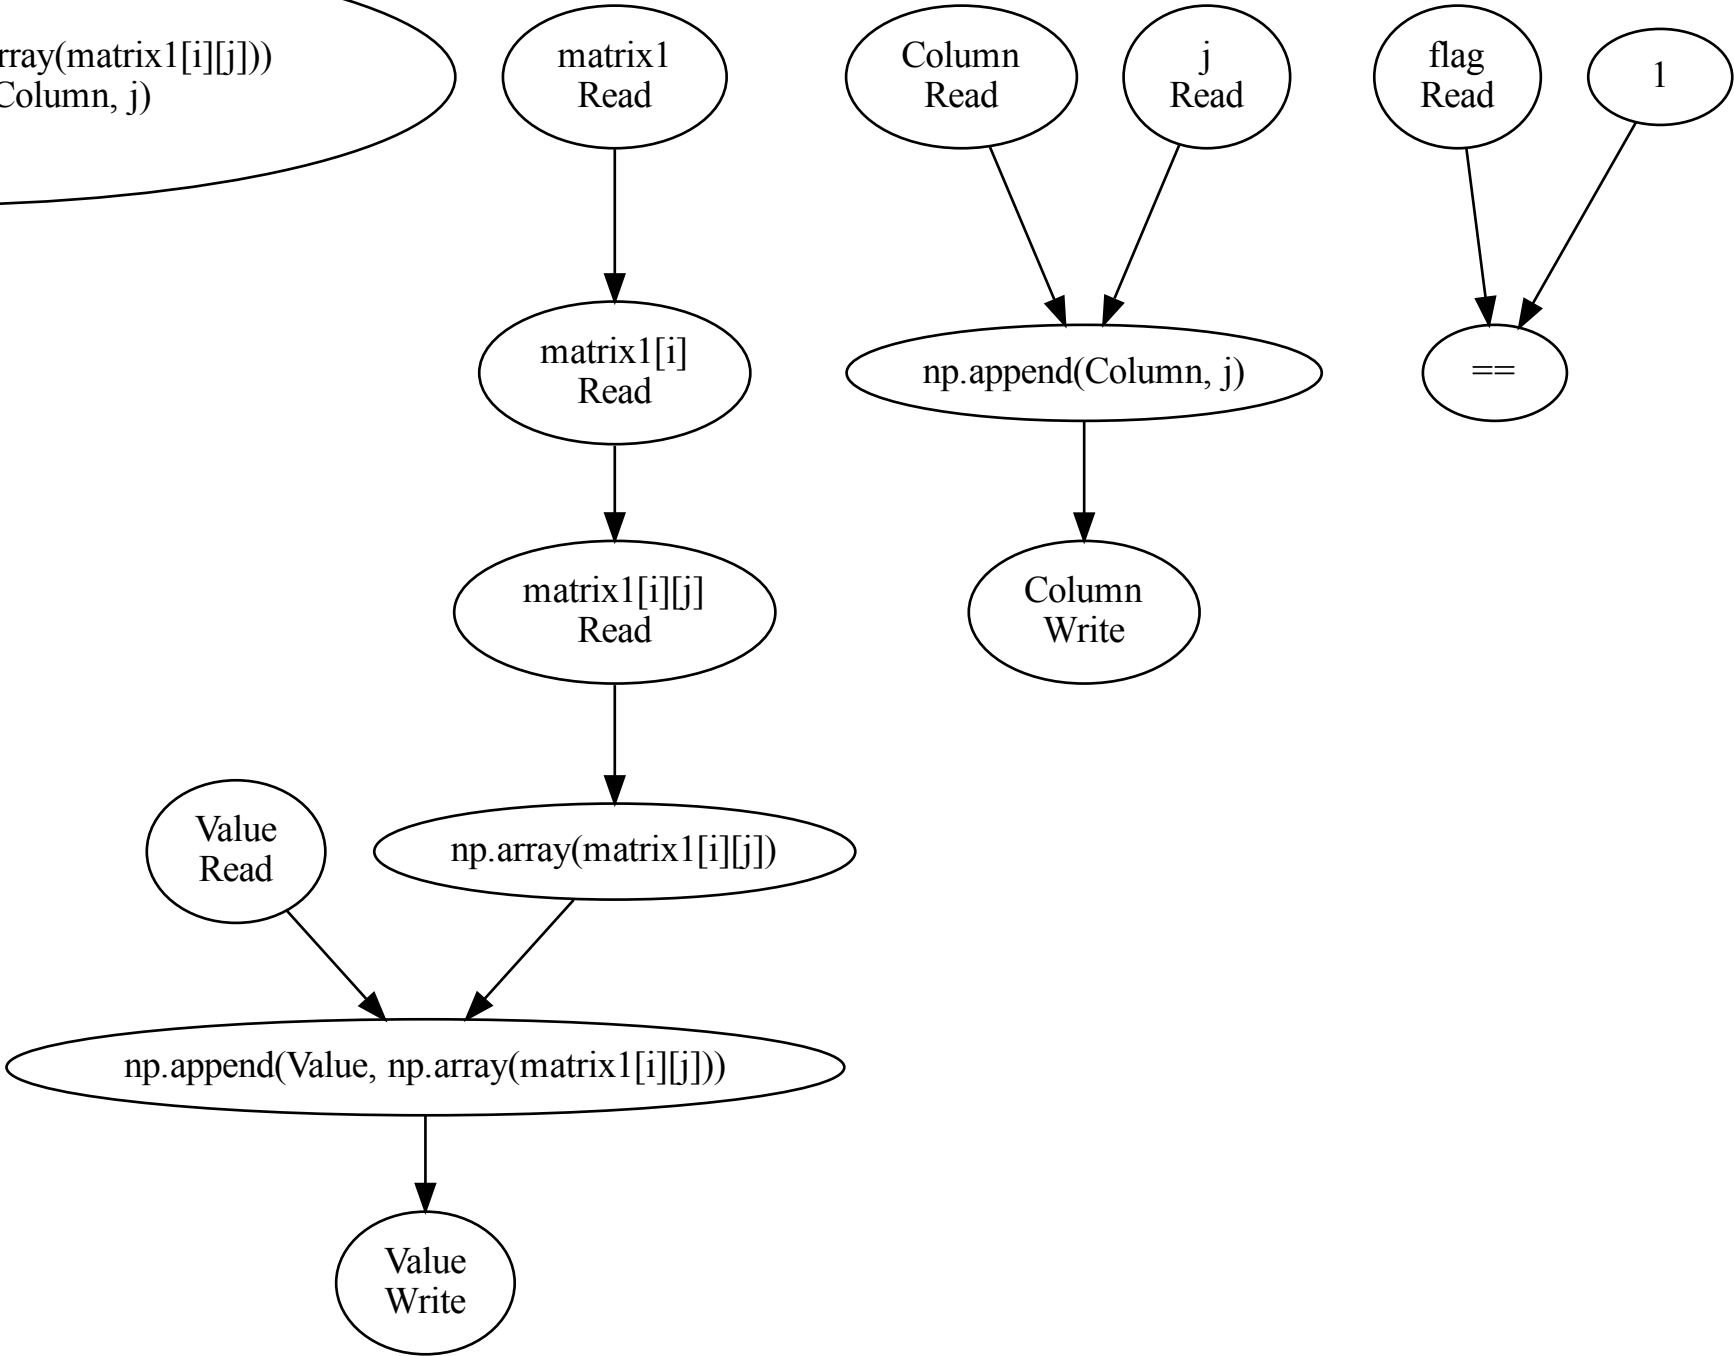 rray(matrix1[i][j]))
Column, j)
matrix1
Read
Column
Read
j
Read
flag
Read
1
matrix1[i]
Read
np.append(Column, j)
==
matrix1[i][j]
Read
Column
Write
Value
Read
np.array(matrix1[i][j])
np.append(Value, np.array(matrix1[i][j]))
Value
Write